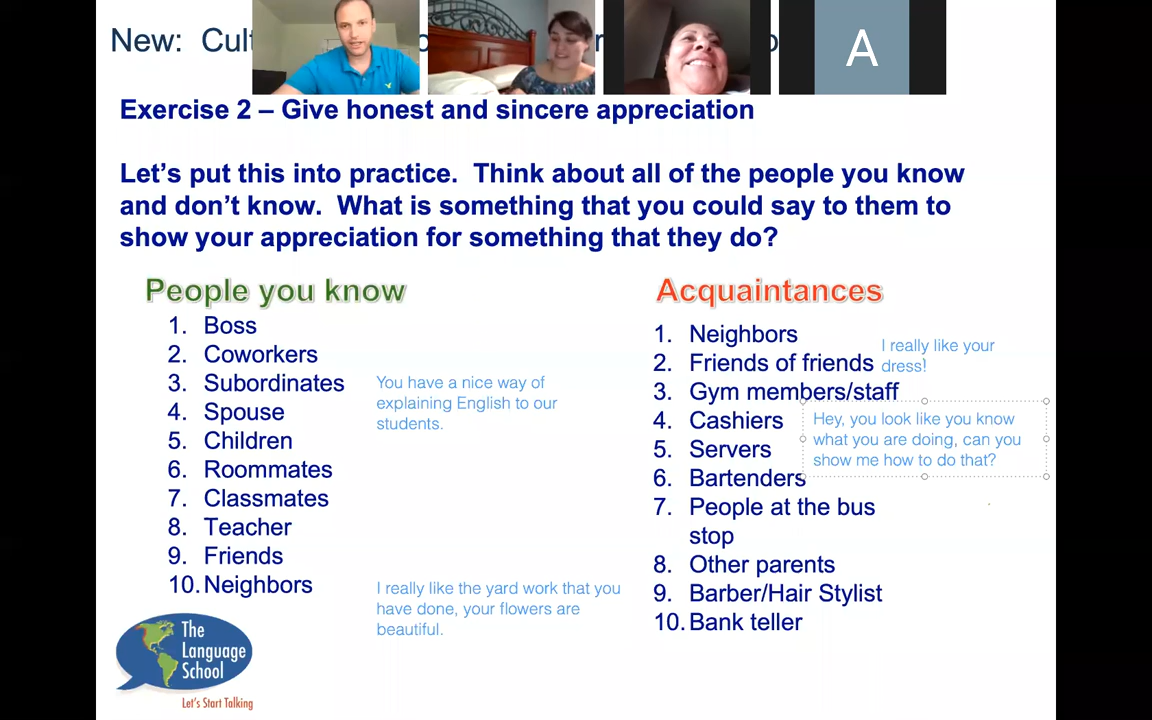 New: Cul
A
Exercise 2 – Give honest and sincere appreciation
Let's put this into practice. Think about all of the people you know
and don't know. What is something that you could say to them to
show your appreciation for something that they do?
People you know
1. Boss
2. Coworkers
3. Subordinates
4. Spouse
5. Children
6. Roommates
7. Classmates
8. Teacher
9. Friends
10. Neighbors
You have a nice way of
explaining English to our
students.
I really like the yard work that you
have done, your flowers are
beautiful.
Acquaintances
1. Neighbors
2. Friends of friends
3. Gym members/staff
4. Cashiers
5. Servers
6. Bartenders
7. People at the bus
stop
8. Other parents
9. Barber/Hair Stylist
10. Bank teller
I really like your
dress!
Hey, you look like you know
what you are doing, can you
show me how to do that?
The
Language
School
Let's Start Talking